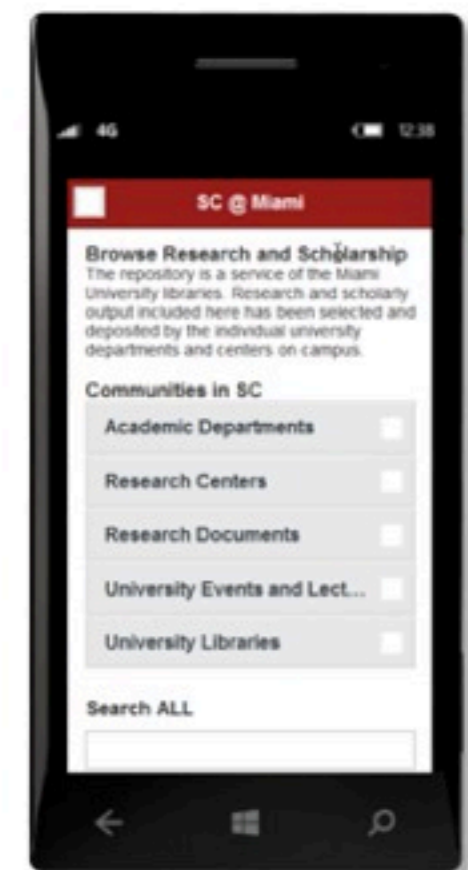 4G
12:38
SC @ Miami
Browse Research and Scholarship
The repository is a service of the Miami
University libraries. Research and scholarly
output included here has been selected and
deposited by the individual university
departments and centers on campus.
Communities in SC
Academic Departments
Research Centers
Research Documents
University Events and Lect...
University Libraries
Search ALL